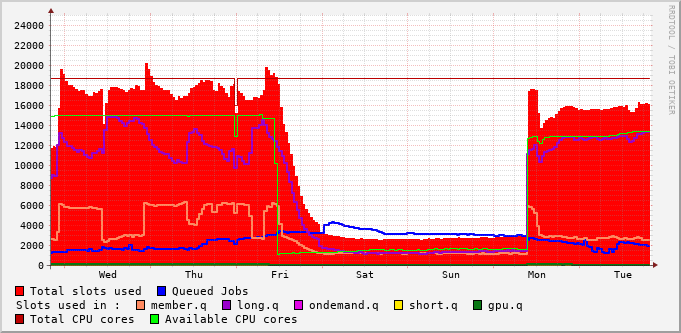 RRDTOOL / TOBI OETIKER
24000
22000
20000
18000
16000
14000
12000
10000
8000
6000
4000
2000
0
Wed Thu Fri Sat Sun Mon Tue
Total slots used Queued Jobs
Slots used in : member.q long.q ondemand.q short.q gpu.q
Total CPU cores Available CPU cores